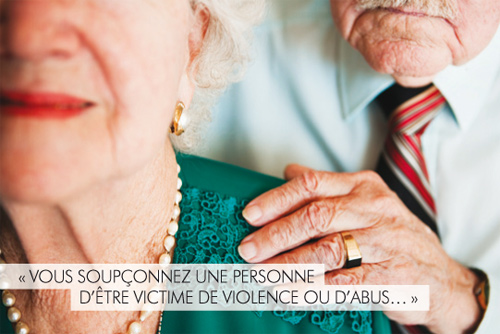 « VOUS SOUPÇONNEZ UNE PERSONNE
D'ÊTRE VICTIME DE VIOLENCE OU D'ABUS... »